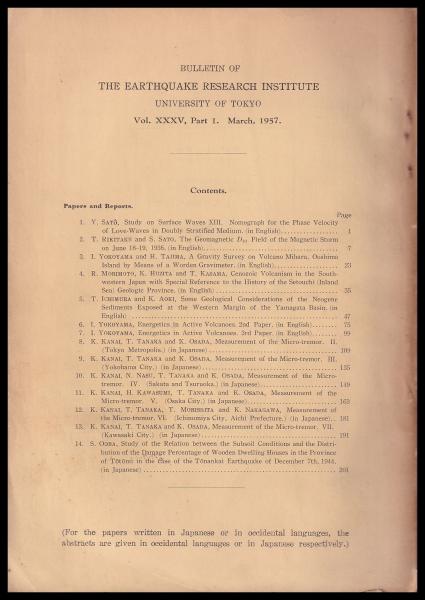 BULLETIN OF
THE EARTHQUAKE RESEARCH INSTITUTE
UNIVERSITY OF TOKYO
Vol. XXXV, Part 1. March, 1957.
Contents.
Papers and Reports.
Page
1. Y. SATÔ, Study on Surface Waves XIII. Nomograph for the Phase Velocity
of Love-Waves in Doubly Stratified Medium. (in English) 1
2. T. RIKITAKE and S. SATO, The Geomagnetic Field of the Magnetic Storm
on June 18-19, 1936. (in English) 7
3. I. YOKOYAMA and H. TAJIMA, A Gravity Survey on Volcano Mihara, Ooshima
Island by Means of a Worden Gravimeter. (in English) 23
4. R. MORIMOTO, K. HUZITA and T. KASAMA, Cenozoic Volcanism in the South-
western Japan with Special Reference to the History of the Setouchi (Inland
Sea) Geologic Province. (in English) 35
5. T. ICHIMURA and K. AOKI, Some Geological Considerations of the Neogene
Sediments Exposed at the Western Margin of the Yamagata Basin. (in
English) 47
6. I. YOKOYAMA, Energetics in Active Volcanoes. 2nd Paper. (in English) 75
7. I. YOKOYAMA, Energetics in Active Volcanoes. 3rd Paper. (in English) 99
8. K. KANAI, T. TANAKA and K. OSADA, Measurement of the Micro-tremor. II.
(Tokyo Metropolis.) (in Japanese) 109
9. K. KANAI, T. TANAKA and K. OSADA, Measurement of the Micro-tremor. III.
(Yokohama City.) (in Japanese) 135
10. K. KANAI, N. NASU, T. TANAKA and K. OSADA, Measurement of the Micro-
tremor. IV. (Sakata and Tsuruoka.) (in Japanese) 149
11. K. KANAI, H. KAWASUMI, T. TANAKA and K. OSADA, Measurement of the
Micro-tremor. V. (Osaka City.) (in Japanese) 163
12. K. KANAI, T. TANAKA, T. MORISHITA and K. NAKAGAWA, Measurement of
the Micro-tremor. VI. (Ichinomiya City, Aichi Prefecture.) (in Japanese) 181
13. K. KANAI, T. TANAKA and K. OSADA, Measurement of the Micro-tremor. VII.
(Kawasaki City.) (in Japanese) 191
14. S. OOBA, Study of the Relation between the Subsoil Conditions and the Distri-
bution of the Damage Percentage of Wooden Dwelling Houses in the Province
of Tôtômi in the Case of the Tônankai Earthquake of December 7th, 1944.
(in Japanese) 201
(For the papers written in Japanese or in occidental languages, the
abstracts are given in occidental languages or in Japanese respectively.)